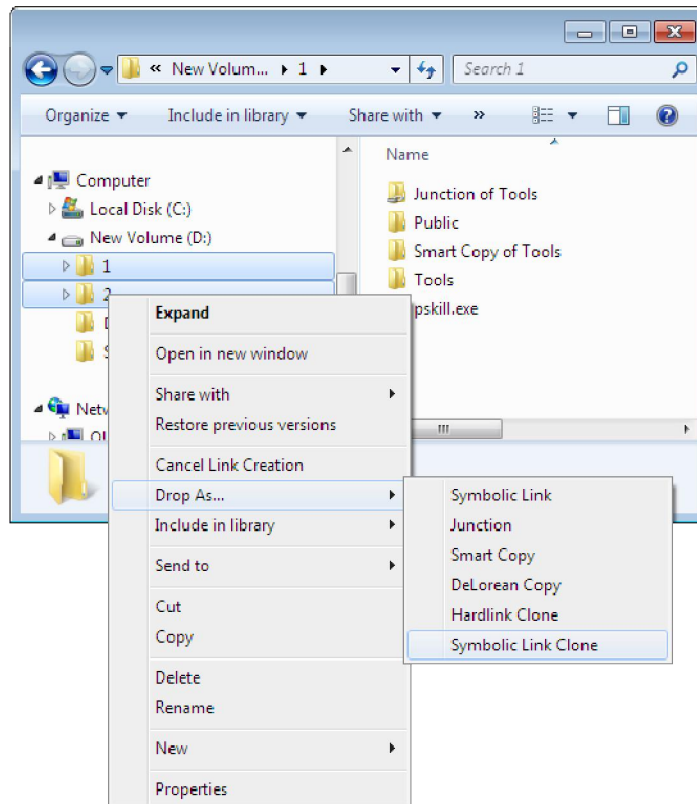 « New Volum... 1
Search 1
Organize
Include in library
Share with
»
Name
Computer
Local Disk (C:)
New Volume (D:)
1
2
Netw
Junction of Tools
Public
Smart Copy of Tools
Tools
pskill.exe
Expand
Open in new window
Share with
Restore previous versions
Cancel Link Creation
Drop As...
Include in library
Send to
Cut
Copy
Delete
Rename
New
Properties
Symbolic Link
Junction
Smart Copy
DeLorean Copy
Hardlink Clone
Symbolic Link Clone